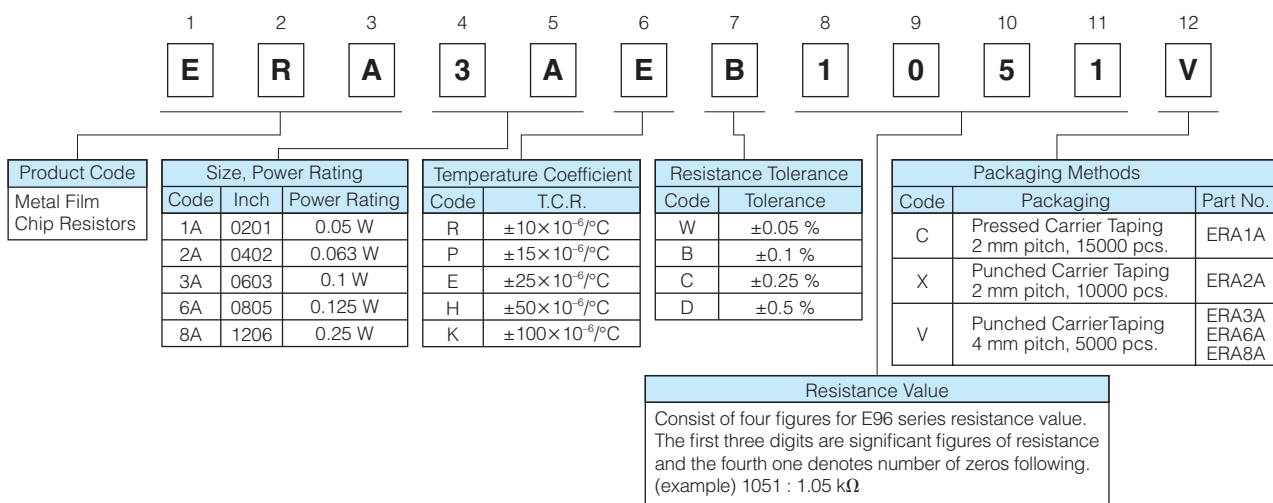 1 2 3 4 5 6 7 8 9 10 11 12
E R A 3 A E B 1 0 5 1 V
Product Code
Metal Film
Chip Resistors
Size, Power Rating
Code Inch Power Rating
1A 0201 0.05 W
2A 0402 0.063 W
3A 0603 0.1 W
6A 0805 0.125 W
8A 1206 0.25 W
Temperature Coefficient
Code T.C.R.
R ±10×10⁻⁶/°C
P ±15×10⁻⁶/°C
E ±25×10⁻⁶/°C
H ±50×10⁻⁶/°C
K ±100×10⁻⁶/°C
Resistance Tolerance
Code Tolerance
W ±0.05 %
B ±0.1 %
C ±0.25 %
D ±0.5 %
Packaging Methods
Code Packaging Part No.
C Pressed Carrier Taping
2 mm pitch, 15000 pcs. ERA1A
X Punched Carrier Taping
2 mm pitch, 10000 pcs. ERA2A
V Punched CarrierTaping
4 mm pitch, 5000 pcs.
ERA3A
ERA6A
ERA8A
Resistance Value
Consist of four figures for E96 series resistance value.
The first three digits are significant figures of resistance
and the fourth one denotes number of zeros following.
(example) 1051 : 1.05 kΩ